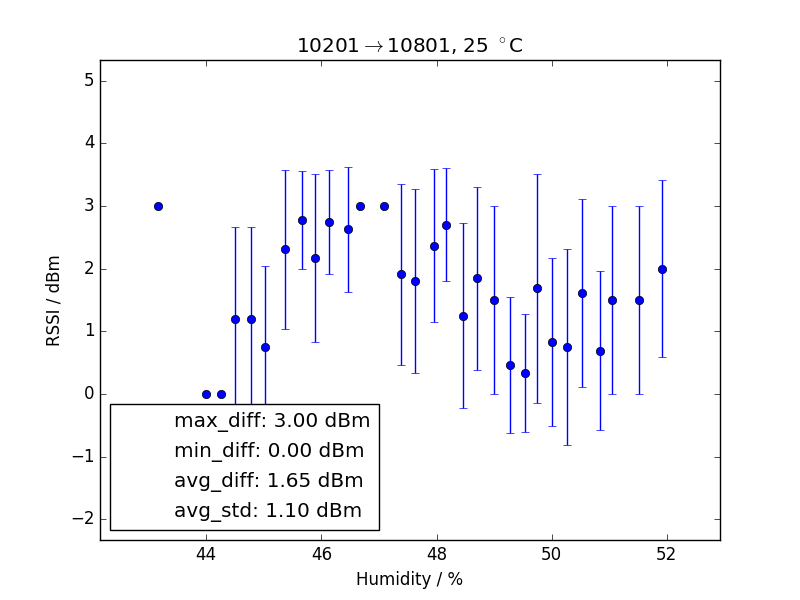 10201→10801, 25 °C
5
4
3
2
1
0
−1
−2
RSSI / dBm
max_diff: 3.00 dBm
min_diff: 0.00 dBm
avg_diff: 1.65 dBm
avg_std: 1.10 dBm
44 46 48 50 52
Humidity / %